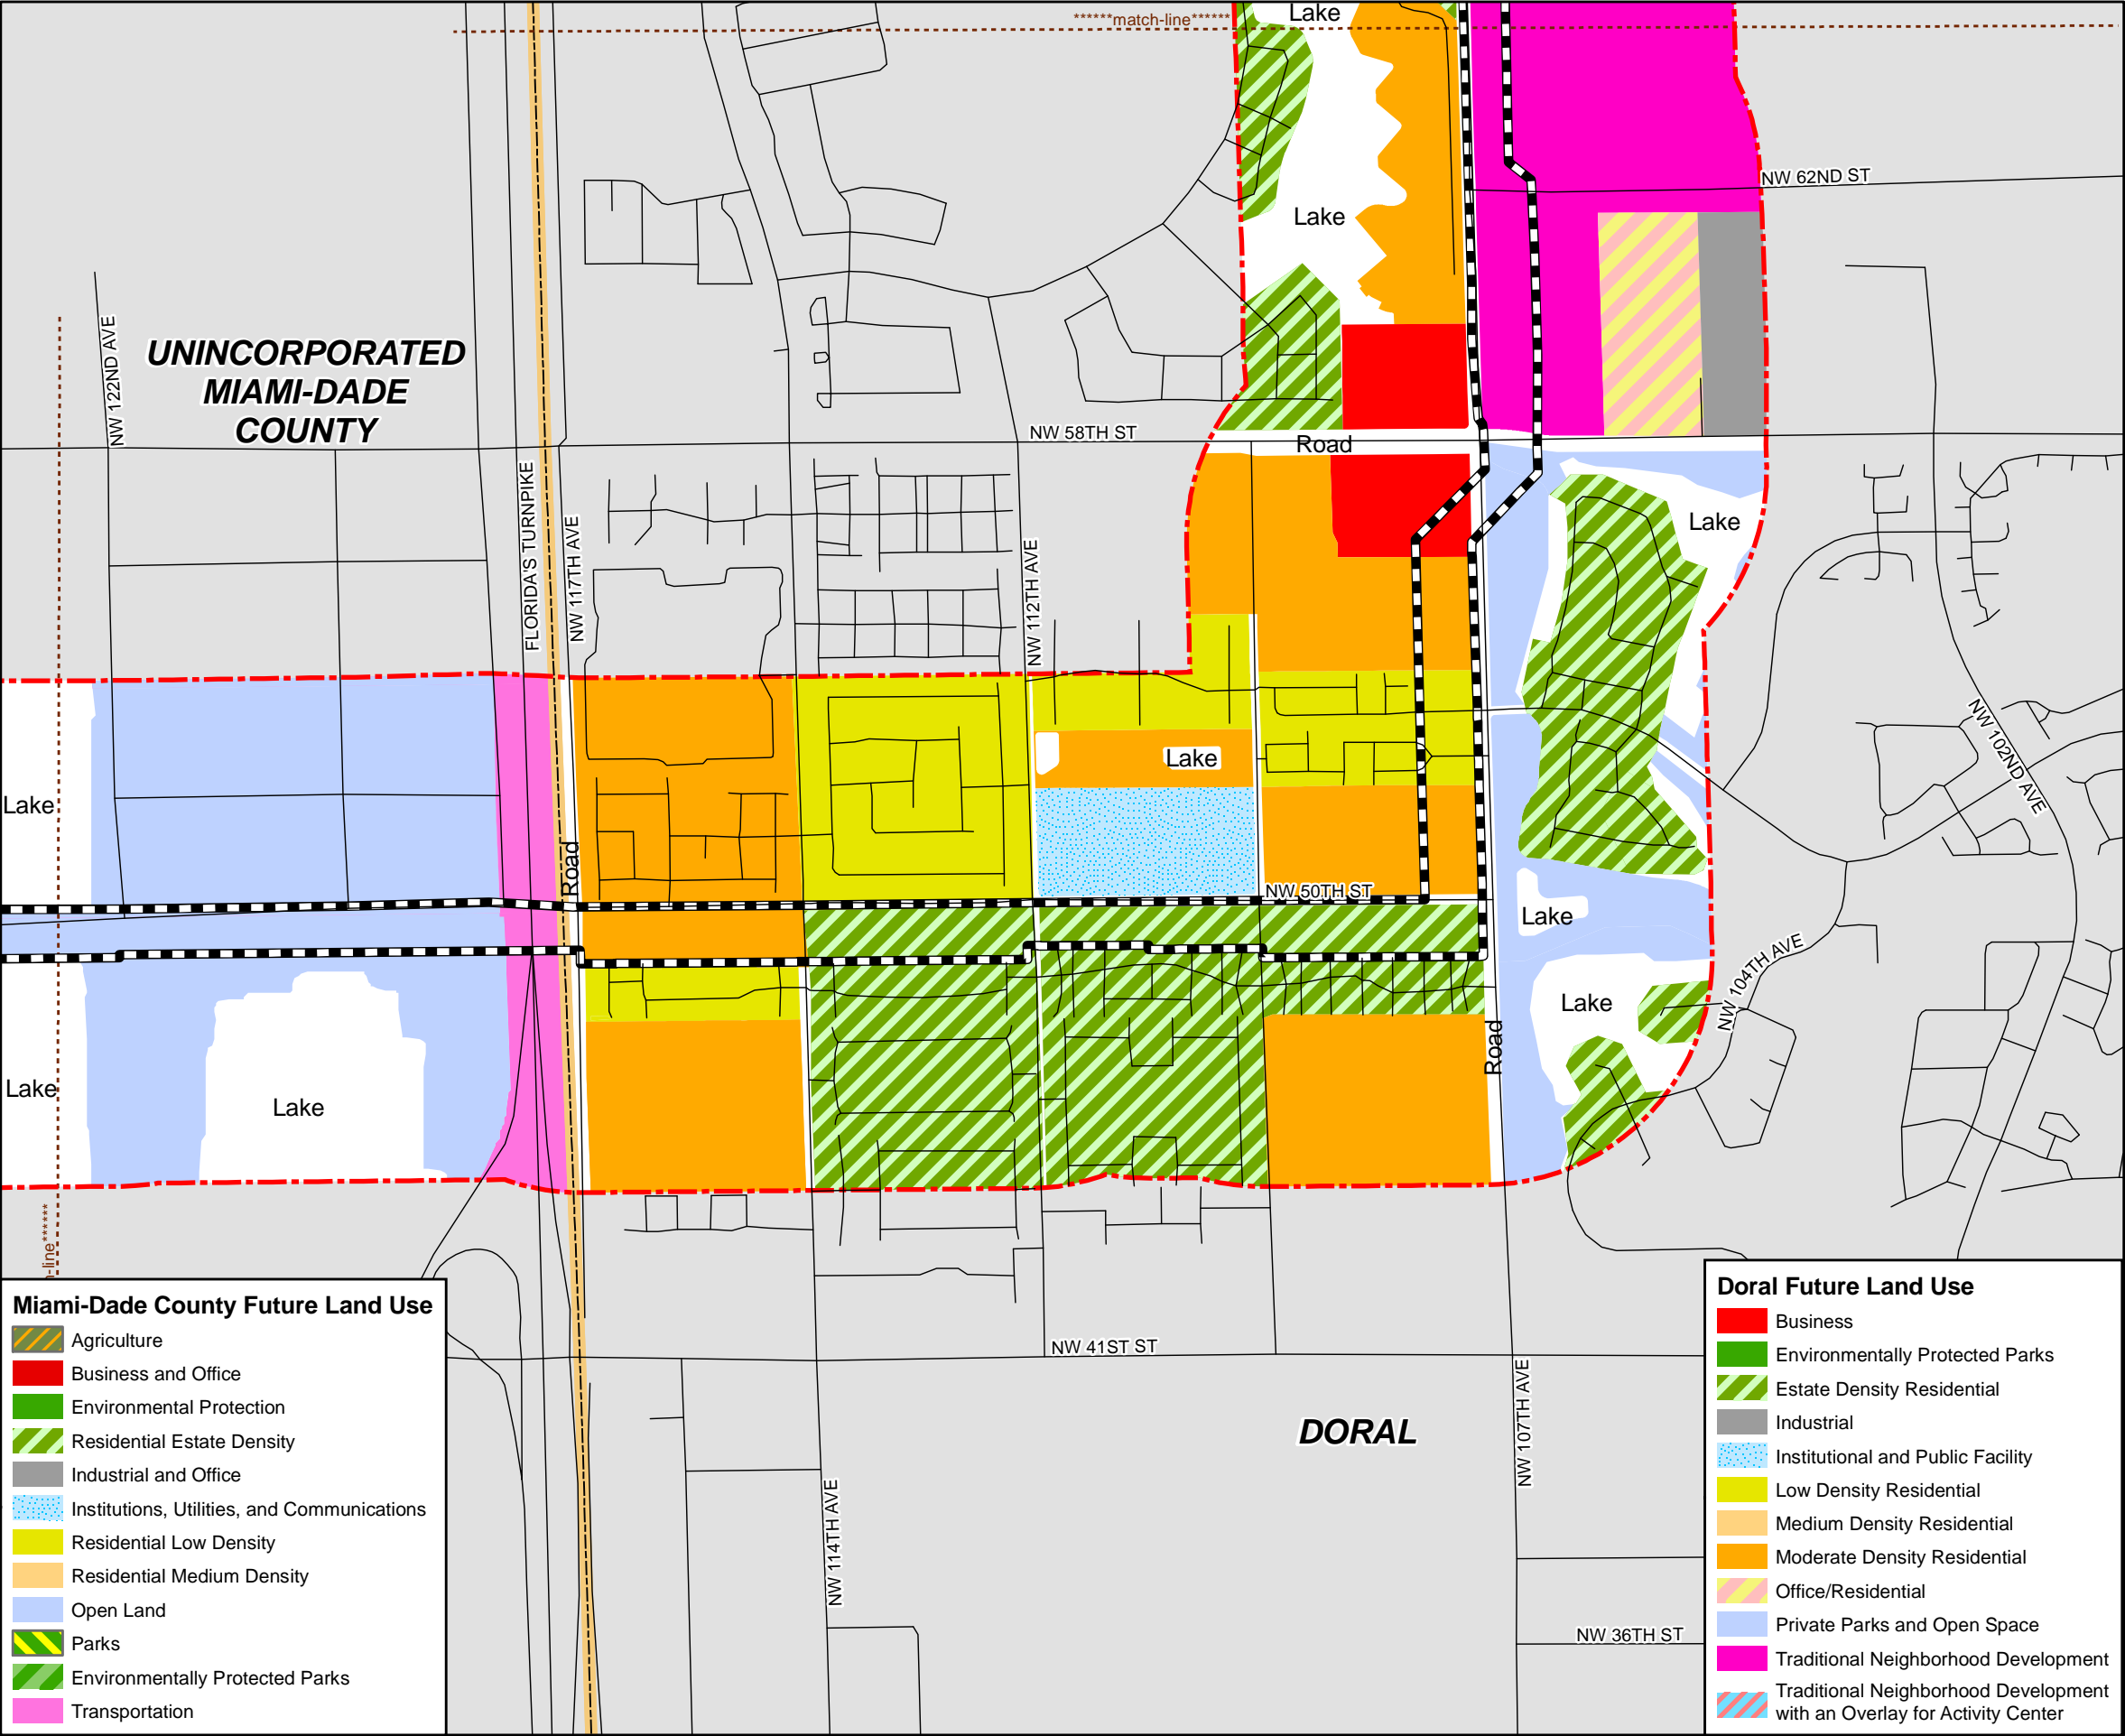 ******match-line******
Lake
NW 62ND ST
Lake
NW 122ND AVE
UNINCORPORATED
MIAMI-DADE
COUNTY
NW 58TH ST
Road
FLORIDA'S TURNPIKE
NW 117TH AVE
NW 112TH AVE
Lake
NW 102ND AVE
Lake
Lake
Road
NW 50TH ST
Lake
NW 104TH AVE
Lake
Road
Lake
Lake
-line******
NW 41ST ST
NW 107TH AVE
DORAL
NW 114TH AVE
NW 36TH ST
Miami-Dade County Future Land Use
Agriculture
Business and Office
Environmental Protection
Residential Estate Density
Industrial and Office
Institutions, Utilities, and Communications
Residential Low Density
Residential Medium Density
Open Land
Parks
Environmentally Protected Parks
Transportation
Doral Future Land Use
Business
Environmentally Protected Parks
Estate Density Residential
Industrial
Institutional and Public Facility
Low Density Residential
Medium Density Residential
Moderate Density Residential
Office/Residential
Private Parks and Open Space
Traditional Neighborhood Development
Traditional Neighborhood Development
with an Overlay for Activity Center